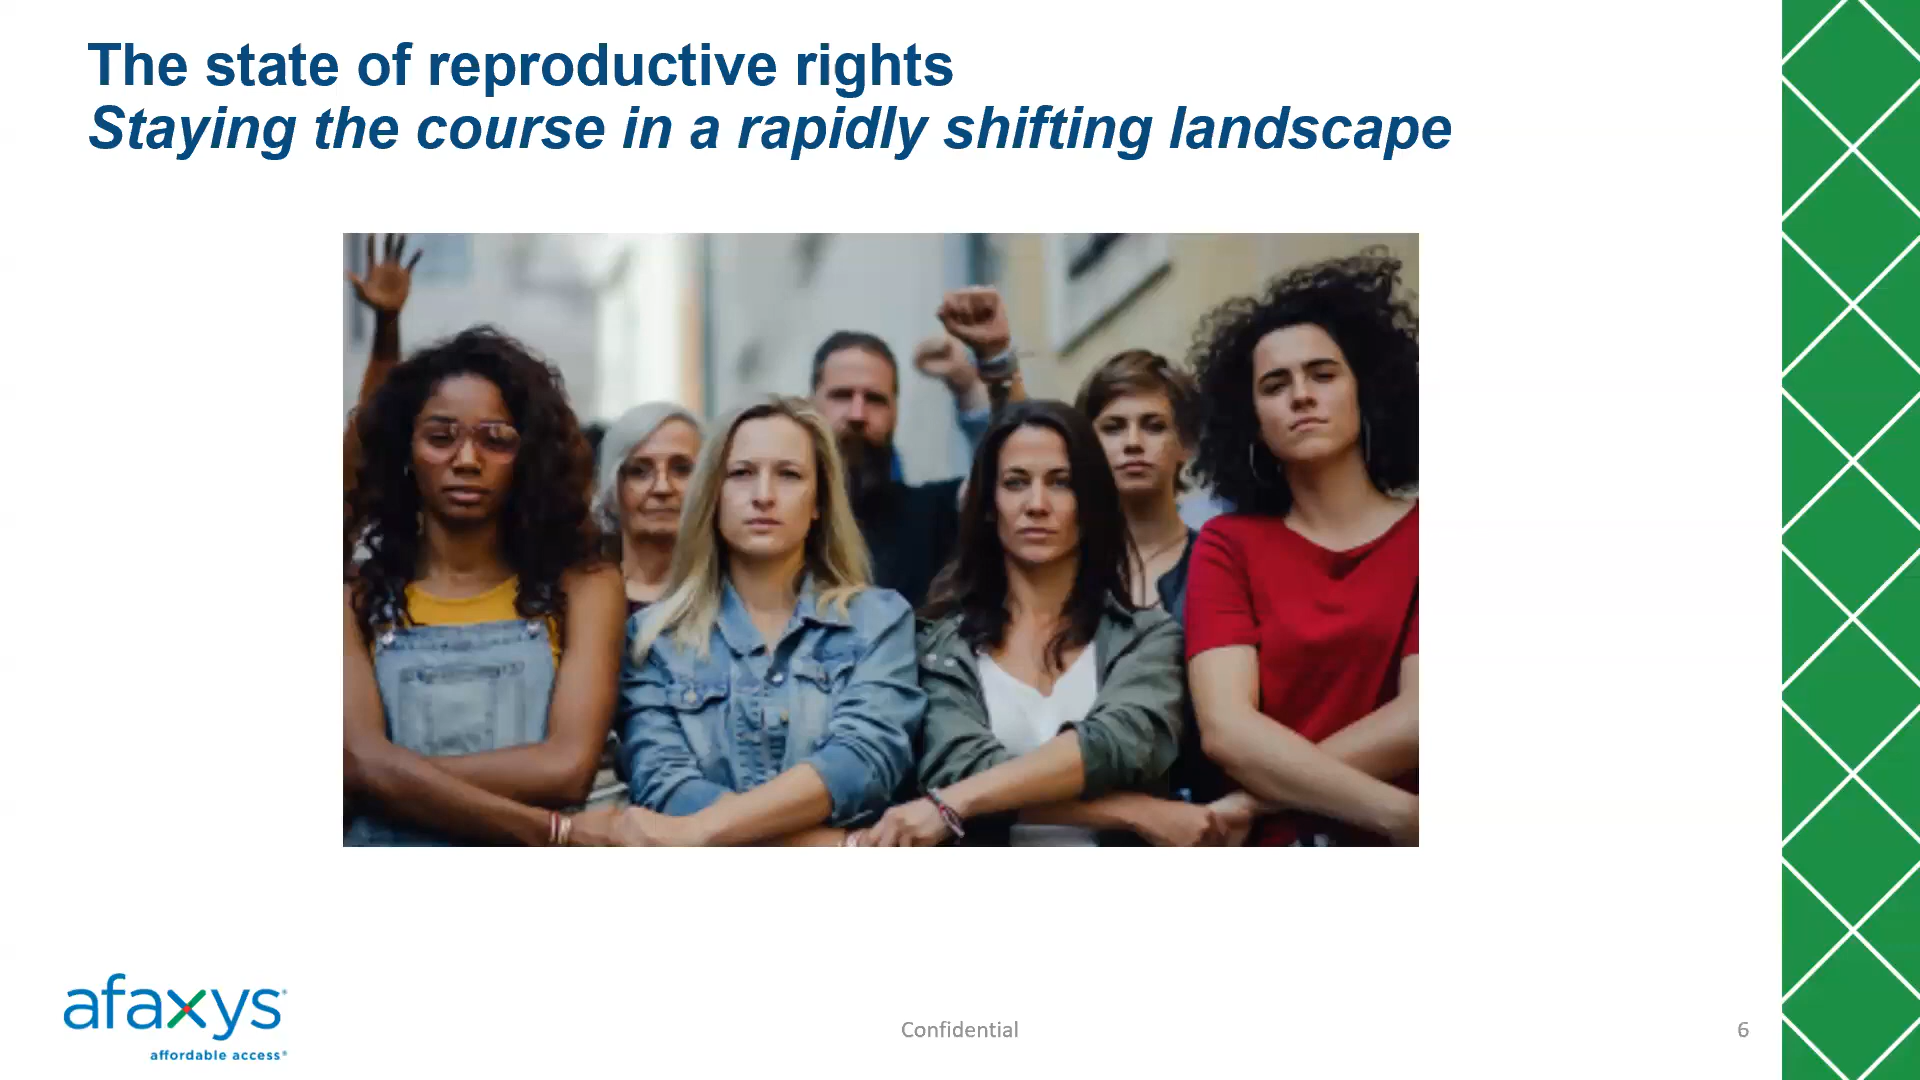 The state of reproductive rights
Staying the course in a rapidly shifting landscape
afaxys®
affordable access®
Confidential
6